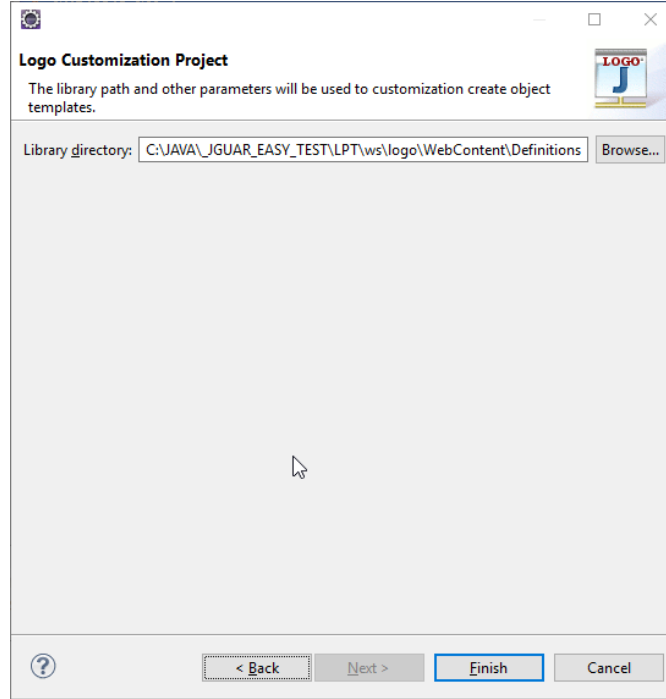 Logo Customization Project
The library path and other parameters will be used to customization create object
templates.
LOGO
J
Library directory: C:\JAVA\_JGUAR_EASY_TEST\LPT\ws\logo\WebContent\Definitions Browse...
?
< Back Next > Finish Cancel